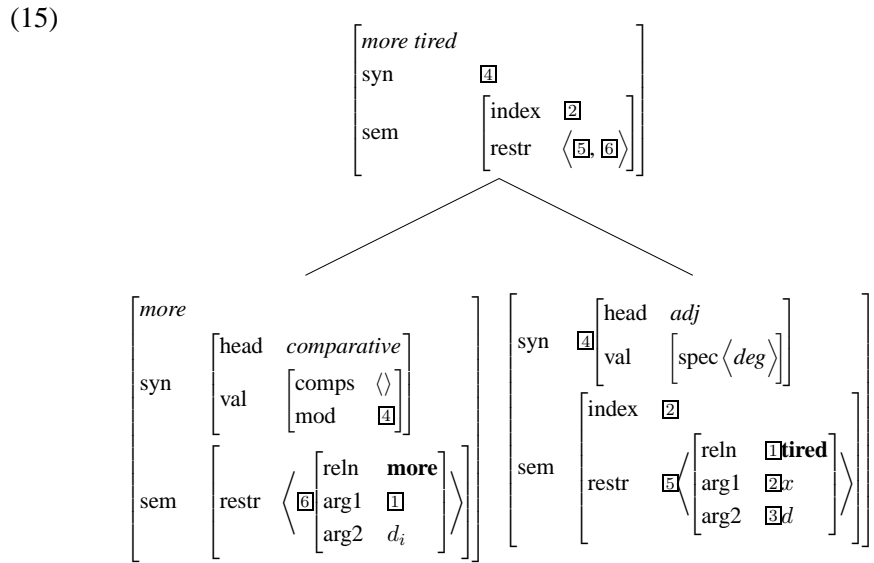 (15)
more tired
syn 4
sem index 2
restr ⟨5, 6⟩
more
syn head comparative
val comps ⟨⟩
mod 4
sem restr ⟨6 reln more
arg1 1
arg2 d_i⟩
syn 4 head adj
val spec⟨deg⟩
sem index 2
restr 5⟨reln 1tired
arg1 2x
arg2 3d⟩